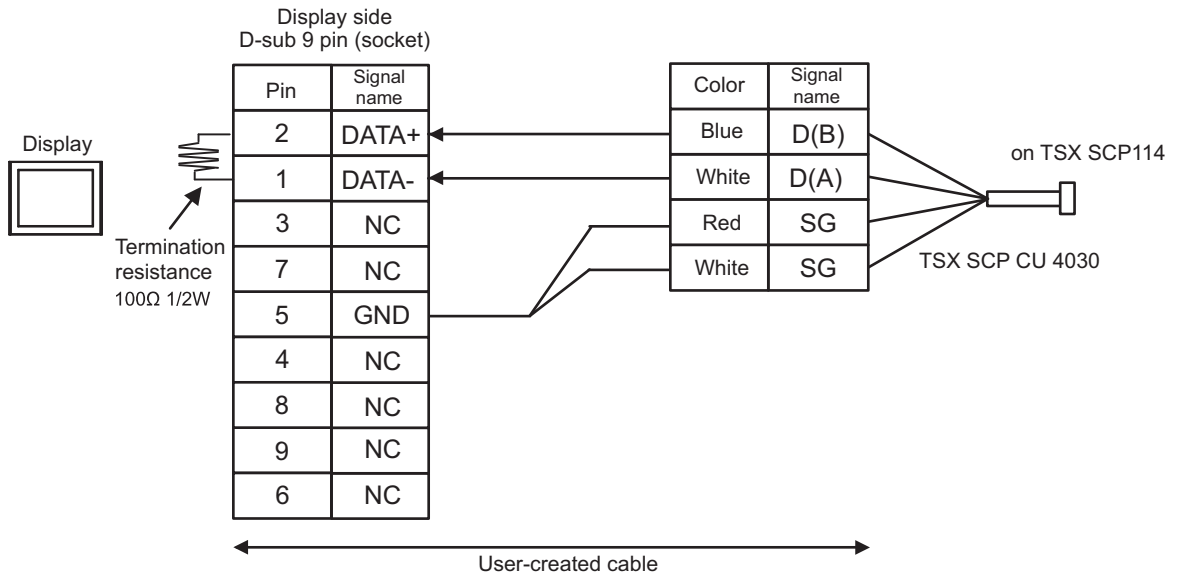 Display side
D-sub 9 pin (socket)
Pin Signal name
2 DATA+
1 DATA-
3 NC
7 NC
5 GND
4 NC
8 NC
9 NC
6 NC
Display
Termination
resistance
100Ω 1/2W
Color Signal name
Blue D(B)
White D(A)
Red SG
White SG
on TSX SCP114
TSX SCP CU 4030
User-created cable